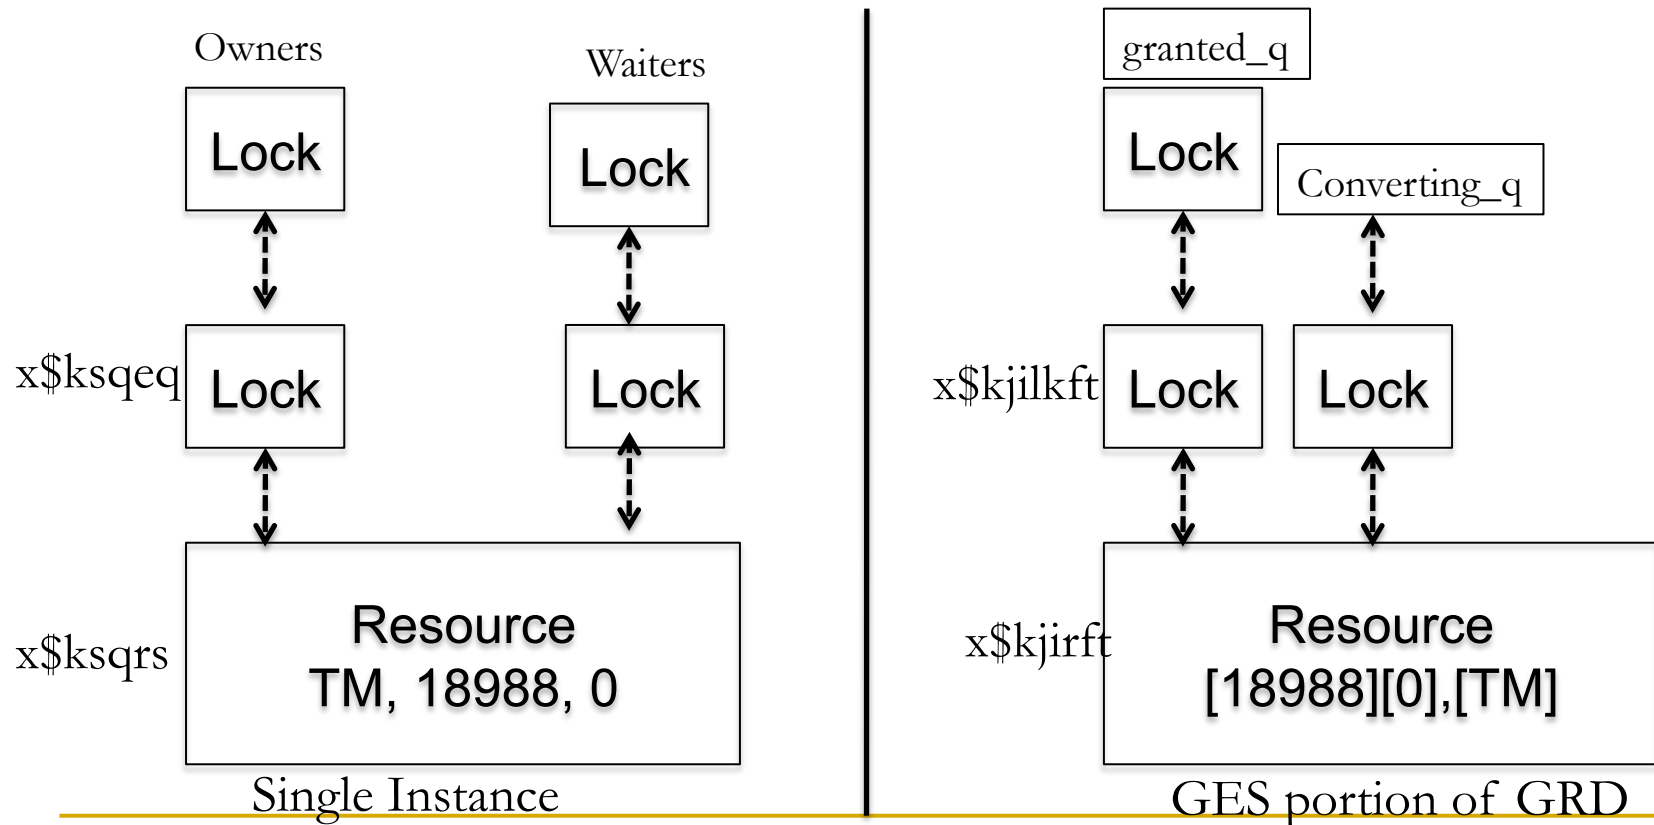 Owners
Waiters
Lock
Lock
x$ksqeq
Lock
Lock
x$ksqrs
Resource
TM, 18988, 0
Single Instance
granted_q
Lock
Converting_q
x$kjilkft
Lock
Lock
x$kjirft
Resource
[18988][0],[TM]
GES portion of GRD